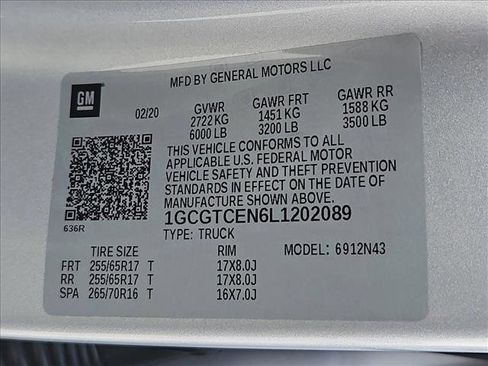 MFD BY GENERAL MOTORS LLC
GM
02/20
GVWR GAWR FRT GAWR RR
2722 KG 1451 KG 1588 KG
6000 LB 3200 LB 3500 LB
THIS VEHICLE CONFORMS TO ALL
APPLICABLE U.S. FEDERAL MOTOR
VEHICLE SAFETY AND THEFT PREVENTION
STANDARDS IN EFFECT ON THE DATE OF
MANUFACTURE SHOWN ABOVE.
1GCGTCEN6L1202089
636R
TYPE: TRUCK
TIRE SIZE RIM MODEL: 6912N43
FRT 255/65R17 T 17X8.0J
RR 255/65R17 T 17X8.0J
SPA 265/70R16 T 16X7.0J